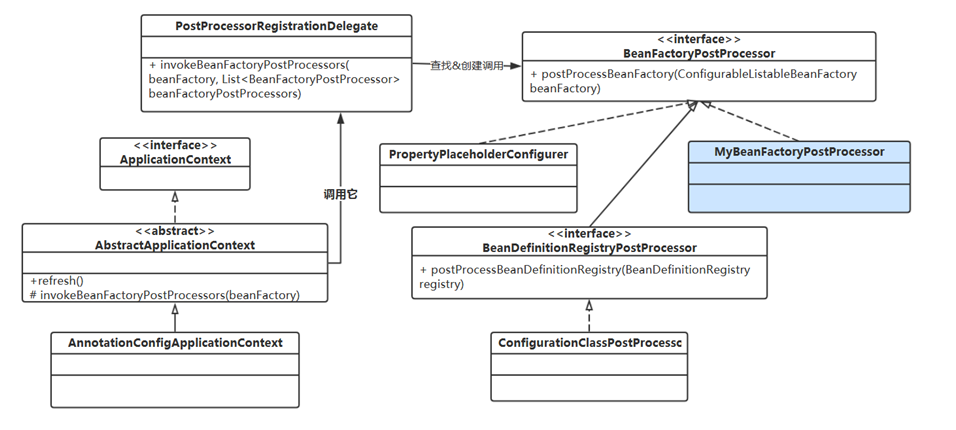 PostProcessorRegistrationDelegate
+ invokeBeanFactoryPostProcessors(
beanFactory, List<BeanFactoryPostProcessor>
beanFactoryPostProcessors)
查找&创建调用
<<interface>>
BeanFactoryPostProcessor
+ postProcessBeanFactory(ConfigurableListableBeanFactory
beanFactory)
<<interface>>
ApplicationContext
调用它
PropertyPlaceholderConfigurer
MyBeanFactoryPostProcessor
<<abstract>>
AbstractApplicationContext
+refresh()
# invokeBeanFactoryPostProcessors(beanFactory)
<<interface>>
BeanDefinitionRegistryPostProcessor
+ postProcessBeanDefinitionRegistry(BeanDefinitionRegistry
registry)
AnnotationConfigApplicationContext
ConfigurationClassPostProcessc